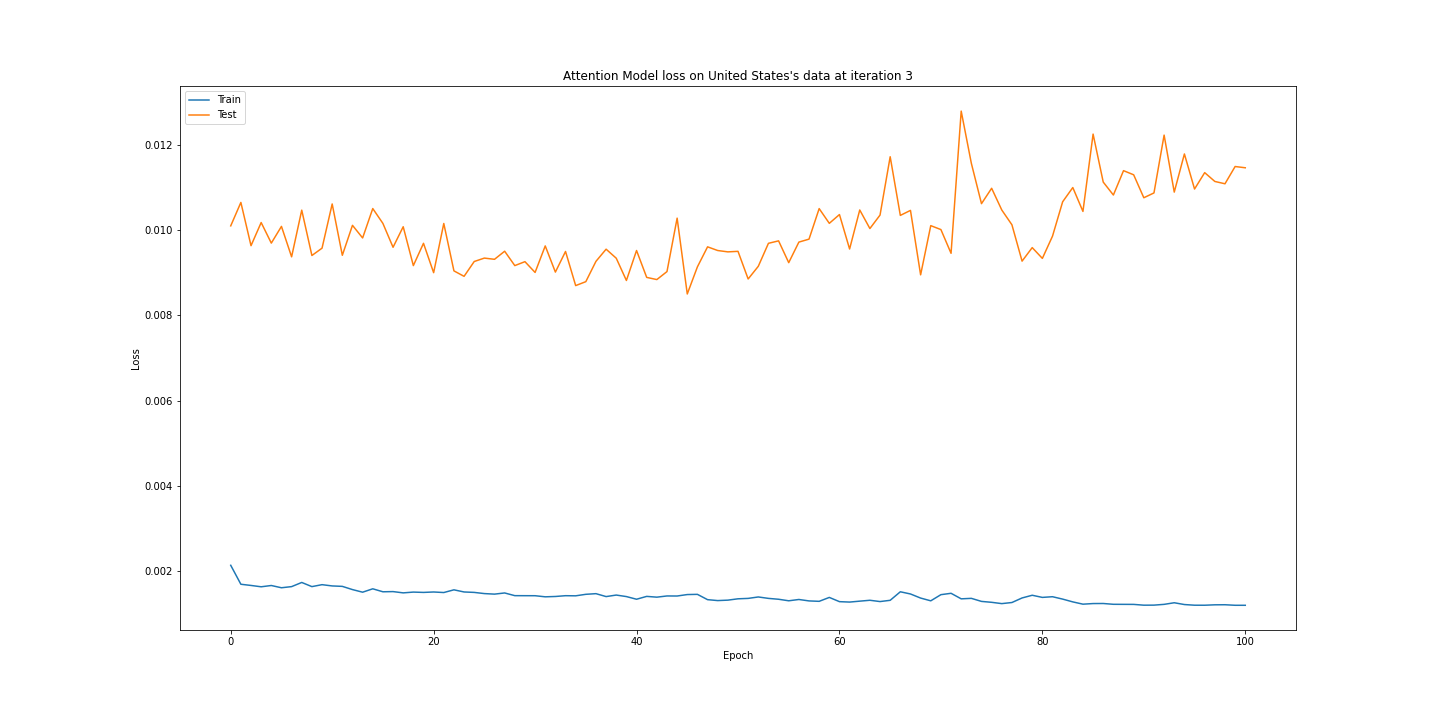 Attention Model loss on United States's data at iteration 3
Train
Test
0.012
0.010
0.008
0.006
0.004
0.002
Loss
0 20 40 60 80 100
Epoch